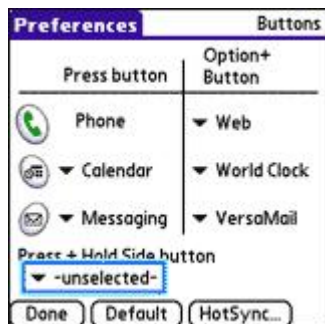 Preferences Buttons
Option+
Press button Button
Phone Web
Calendar World Clock
Messaging VersaMail
Press + Hold Side button
-unselected-
Done Default HotSync...